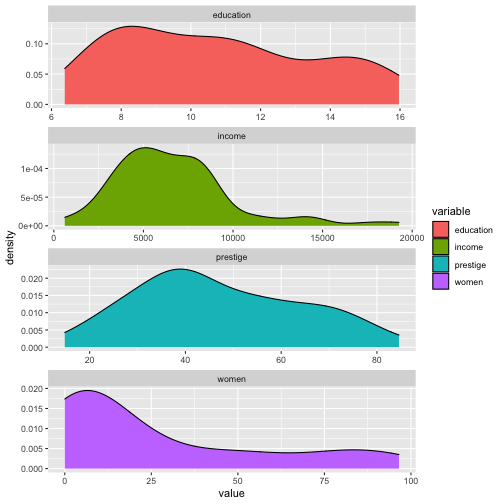 education
0.10
0.05
0.00
6 8 10 12 14 16
income
1e-04
5e-05
0e+00
0 5000 10000 15000 20000
prestige
0.020
0.015
0.010
0.005
0.000
20 40 60 80
women
0.020
0.015
0.010
0.005
0.000
0 25 50 75 100
value
density
variable
education
income
prestige
women